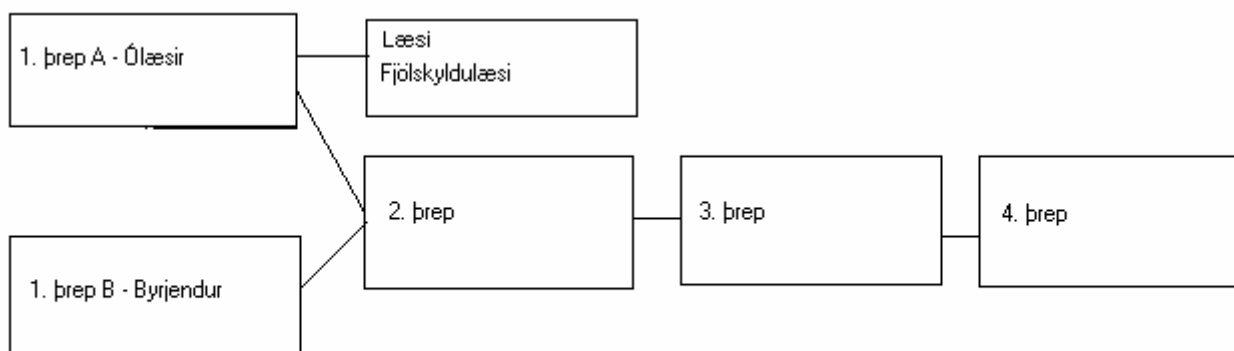 1. þrep A - Ólæsir
Læsi
Fjölskyldulæsi
2. þrep
3. þrep
4. þrep
1. þrep B - Byrjendur